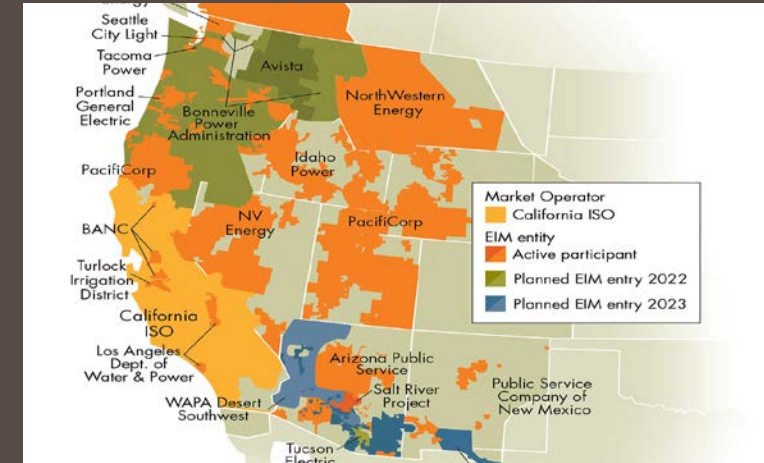 Energy
Seattle
City Light
Tacoma
Power
Portland
General
Electric
Avista
Bonneville
Power
Administration
NorthWestern
Energy
PacifiCorp
Idaho
Power
BANC
NV
Energy
PacifiCorp
Turlock
Irrigation
District
California
ISO
Los Angeles
Dept. of
Water & Power
WAPA Desert
Southwest
Arizona Public
Service
Salt River
Project
Public Service
Company of
New Mexico
Tucson
Electric
Market Operator
California ISO
EIM entity
Active participant
Planned EIM entry 2022
Planned EIM entry 2023